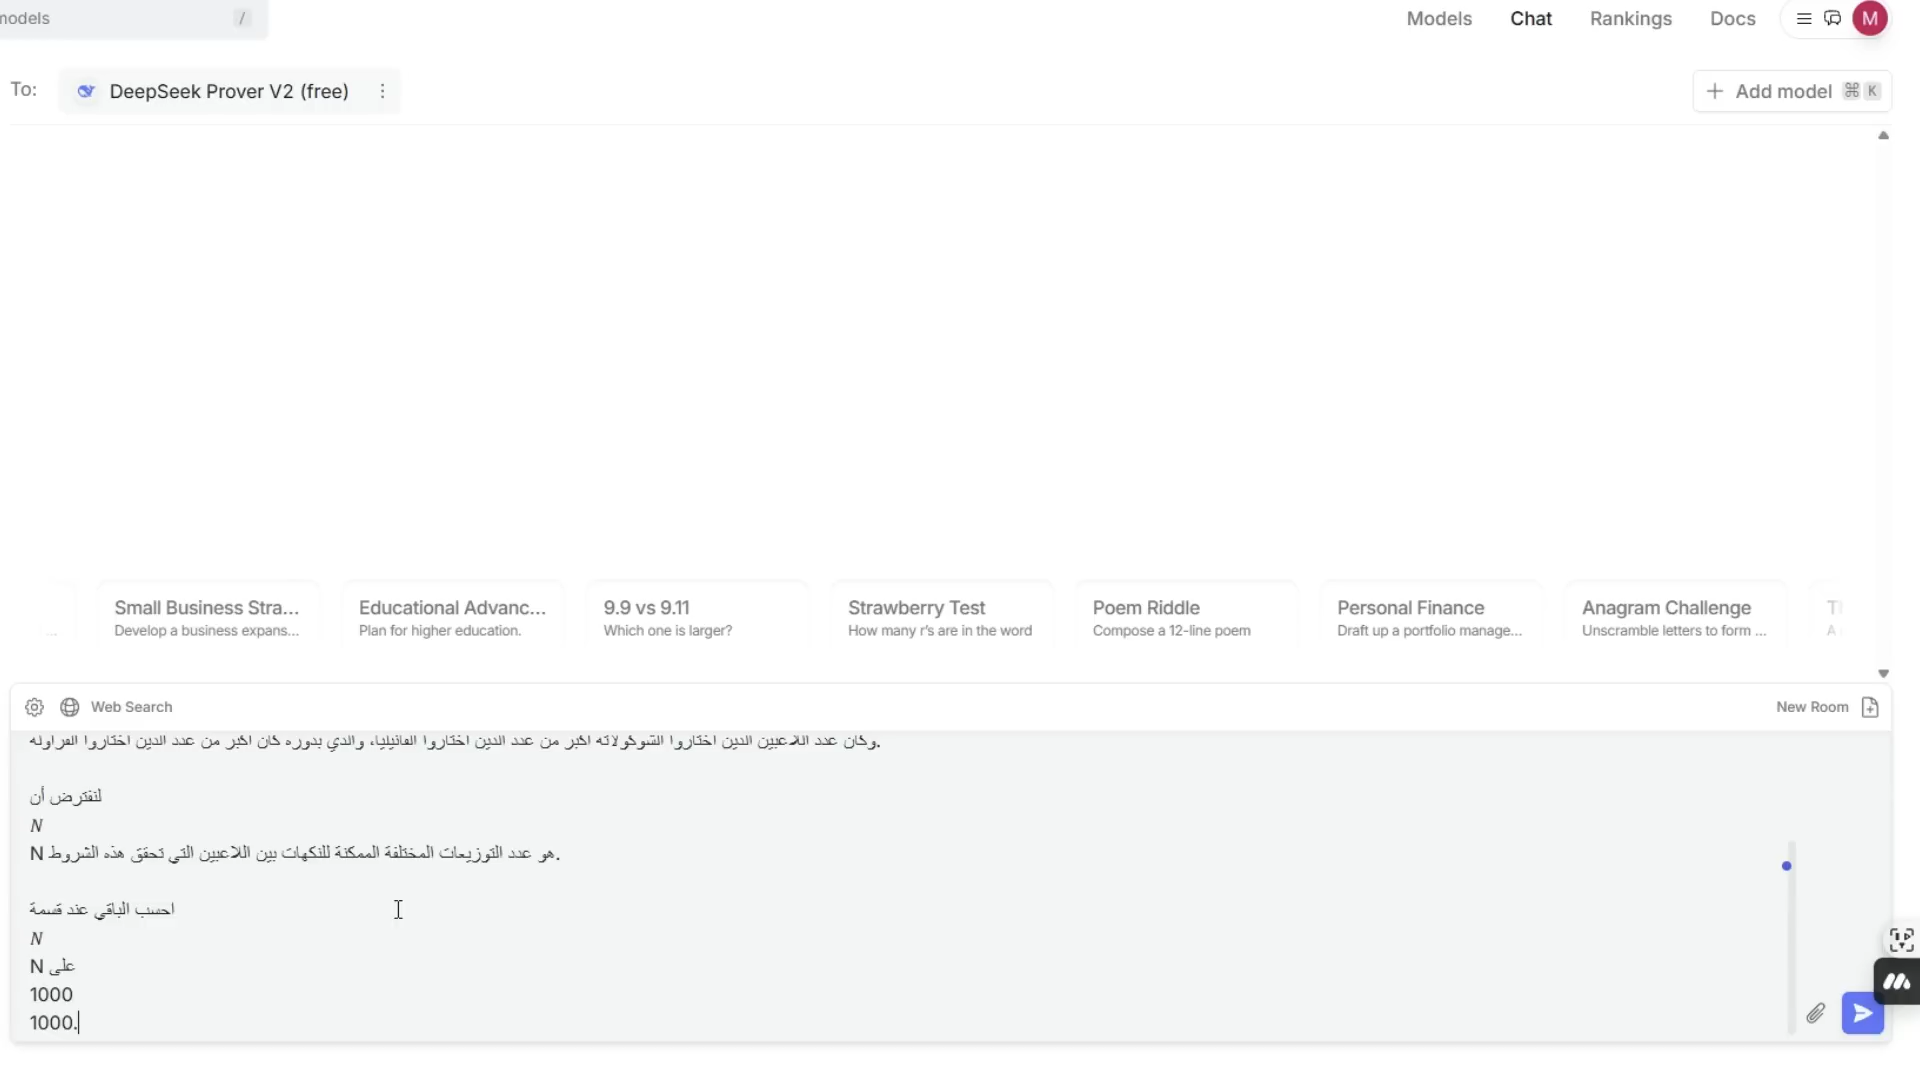 models /
Models Chat Rankings Docs M
To: DeepSeek Prover V2 (free) Add model ⌘ K
Small Business Stra... Educational Advanc... 9.9 vs 9.11 Strawberry Test Poem Riddle Personal Finance Anagram Challenge
... Develop a business expans... Plan for higher education. Which one is larger? How many r's are in the word Compose a 12-line poem Draft up a portfolio manage... Unscramble letters to form ...
Web Search New Room
وكان عدد اللاعبين الذين اختاروا الشوكولاته أكبر من عدد الذين اختاروا الفانيليا، والذي بدوره كان أكبر من عدد الذين اختاروا الفراولة.
لنفترض أن
N
N هو عدد التوزيعات المختلفة الممكنة للنكهات بين اللاعبين التي تحقق هذه الشروط.
احسب الباقي عند قسمة
N
N على
1000
1000.